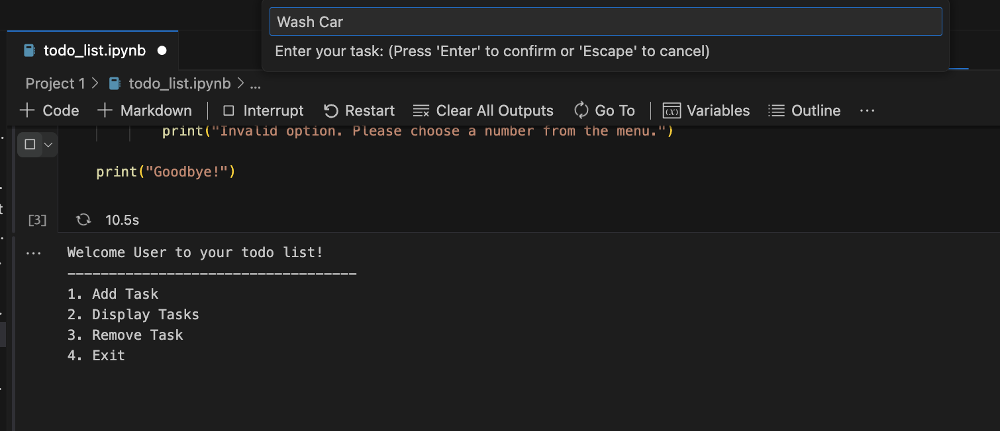 Wash Car
Enter your task: (Press 'Enter' to confirm or 'Escape' to cancel)
todo_list.ipynb
Project 1 > todo_list.ipynb > ...
Code Markdown Interrupt Restart Clear All Outputs Go To (x) Variables Outline ...
print("Invalid option. Please choose a number from the menu.")
print("Goodbye!")
[3] 10.5s
... Welcome User to your todo list!
-----------------------------------
1. Add Task
2. Display Tasks
3. Remove Task
4. Exit